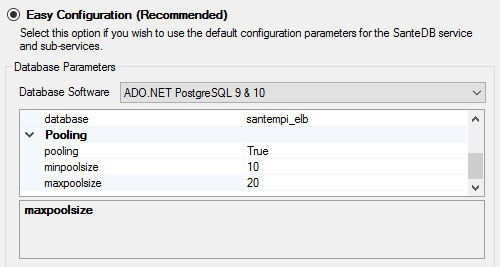 Easy Configuration (Recommended)
Select this option if you wish to use the default configuration parameters for the SanteDB service
and sub-services.
Database Parameters
Database Software ADO.NET PostgreSQL 9 & 10
database santempi_elb
Pooling
pooling True
minpoolsize 10
maxpoolsize 20
maxpoolsize